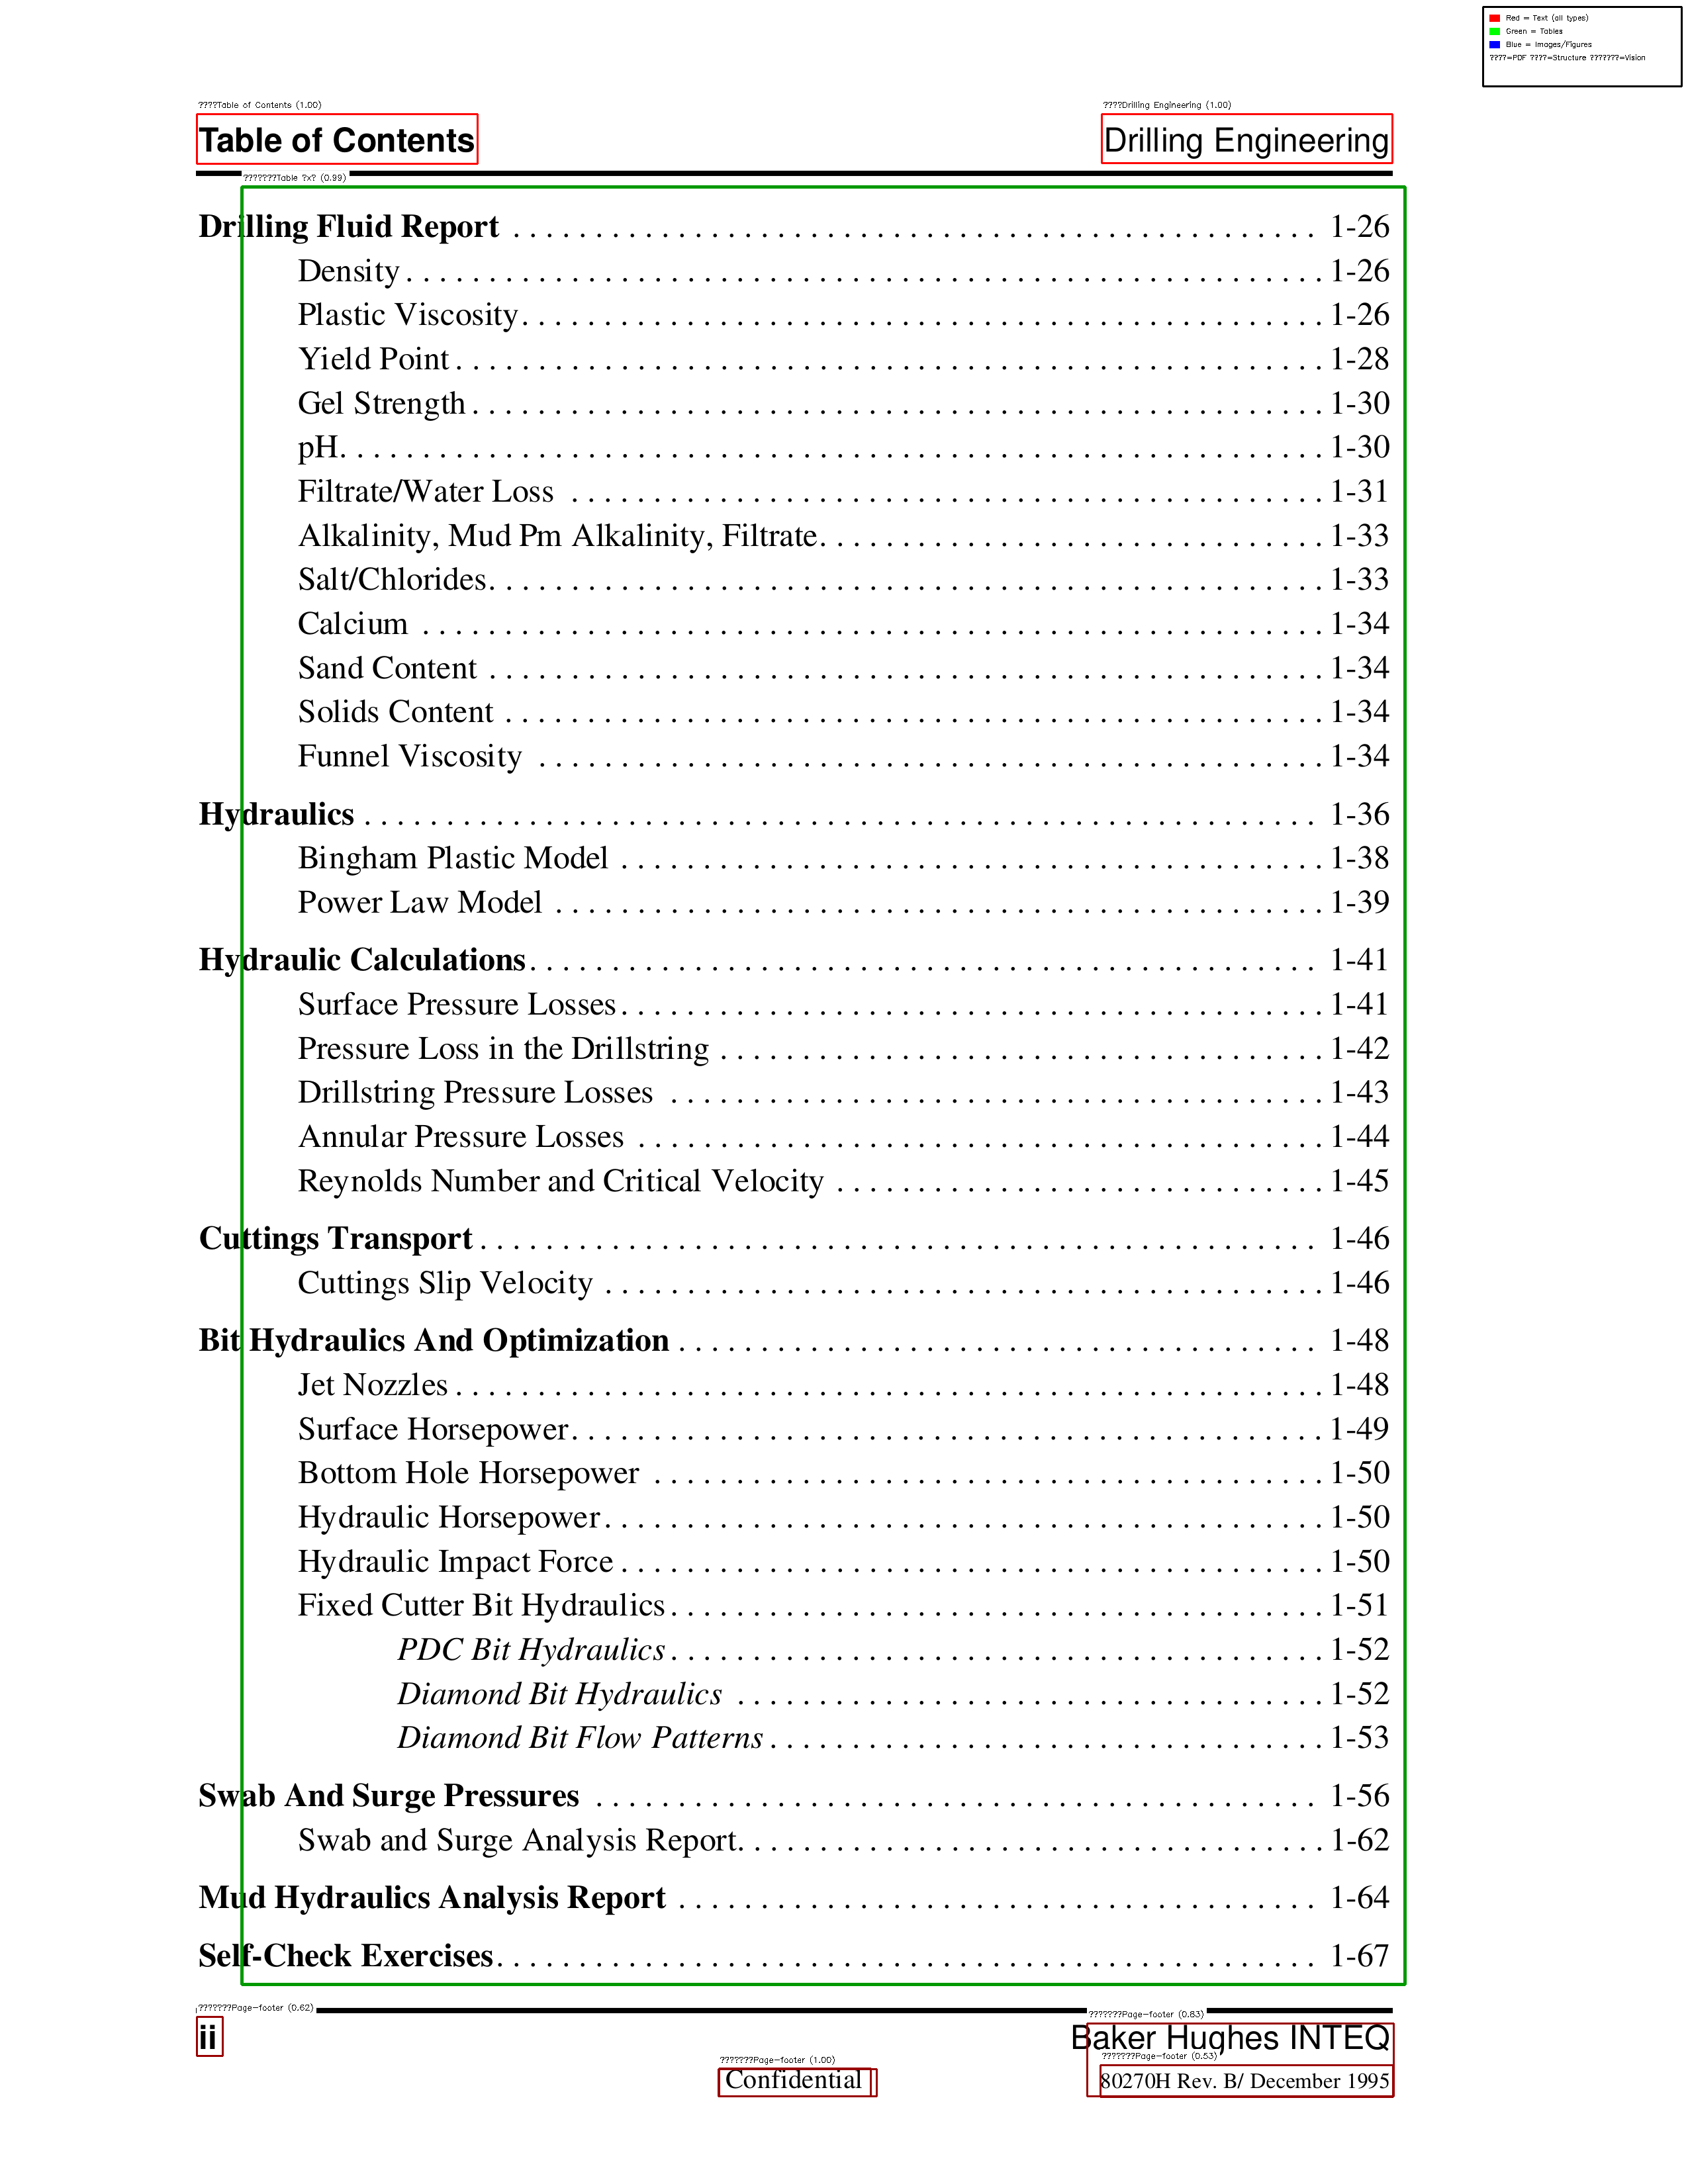 Red = Text (all types)
Green = Tables
Blue = Images/Figures
????=PDF ????=Structure ???????=Vision
????Table of Contents (1.00)
????Drilling Engineering (1.00)
Table of Contents
Drilling Engineering
???????Table ?x? (0.99)
Drilling Fluid Report . . . . . . . . . . . . . . . . . . . . . . . . . . . . . . 1-26
Density . . . . . . . . . . . . . . . . . . . . . . . . . . . . . . 1-26
Plastic Viscosity . . . . . . . . . . . . . . . . . . . . . . . . . . . . . . 1-26
Yield Point . . . . . . . . . . . . . . . . . . . . . . . . . . . . . . 1-28
Gel Strength . . . . . . . . . . . . . . . . . . . . . . . . . . . . . . 1-30
pH. . . . . . . . . . . . . . . . . . . . . . . . . . . . . . 1-30
Filtrate/Water Loss . . . . . . . . . . . . . . . . . . . . . . . . . . . . . . 1-31
Alkalinity, Mud Pm Alkalinity, Filtrate. . . . . . . . . . . . . . . . . . . . . . . . . . . . . . 1-33
Salt/Chlorides. . . . . . . . . . . . . . . . . . . . . . . . . . . . . . 1-33
Calcium . . . . . . . . . . . . . . . . . . . . . . . . . . . . . . 1-34
Sand Content . . . . . . . . . . . . . . . . . . . . . . . . . . . . . . 1-34
Solids Content . . . . . . . . . . . . . . . . . . . . . . . . . . . . . . 1-34
Funnel Viscosity . . . . . . . . . . . . . . . . . . . . . . . . . . . . . . 1-34
Hydraulics . . . . . . . . . . . . . . . . . . . . . . . . . . . . . . 1-36
Bingham Plastic Model . . . . . . . . . . . . . . . . . . . . . . . . . . . . . . 1-38
Power Law Model . . . . . . . . . . . . . . . . . . . . . . . . . . . . . . 1-39
Hydraulic Calculations . . . . . . . . . . . . . . . . . . . . . . . . . . . . . . 1-41
Surface Pressure Losses . . . . . . . . . . . . . . . . . . . . . . . . . . . . . . 1-41
Pressure Loss in the Drillstring . . . . . . . . . . . . . . . . . . . . . . . . . . . . . . 1-42
Drillstring Pressure Losses . . . . . . . . . . . . . . . . . . . . . . . . . . . . . . 1-43
Annular Pressure Losses . . . . . . . . . . . . . . . . . . . . . . . . . . . . . . 1-44
Reynolds Number and Critical Velocity . . . . . . . . . . . . . . . . . . . . . . . . . . . . . . 1-45
Cuttings Transport . . . . . . . . . . . . . . . . . . . . . . . . . . . . . . 1-46
Cuttings Slip Velocity . . . . . . . . . . . . . . . . . . . . . . . . . . . . . . 1-46
Bit Hydraulics And Optimization . . . . . . . . . . . . . . . . . . . . . . . . . . . . . . 1-48
Jet Nozzles . . . . . . . . . . . . . . . . . . . . . . . . . . . . . . 1-48
Surface Horsepower. . . . . . . . . . . . . . . . . . . . . . . . . . . . . . 1-49
Bottom Hole Horsepower . . . . . . . . . . . . . . . . . . . . . . . . . . . . . . 1-50
Hydraulic Horsepower . . . . . . . . . . . . . . . . . . . . . . . . . . . . . . 1-50
Hydraulic Impact Force . . . . . . . . . . . . . . . . . . . . . . . . . . . . . . 1-50
Fixed Cutter Bit Hydraulics . . . . . . . . . . . . . . . . . . . . . . . . . . . . . . 1-51
PDC Bit Hydraulics . . . . . . . . . . . . . . . . . . . . . . . . . . . . . . 1-52
Diamond Bit Hydraulics . . . . . . . . . . . . . . . . . . . . . . . . . . . . . . 1-52
Diamond Bit Flow Patterns . . . . . . . . . . . . . . . . . . . . . . . . . . . . . . 1-53
Swab And Surge Pressures . . . . . . . . . . . . . . . . . . . . . . . . . . . . . . 1-56
Swab and Surge Analysis Report. . . . . . . . . . . . . . . . . . . . . . . . . . . . . . 1-62
Mud Hydraulics Analysis Report . . . . . . . . . . . . . . . . . . . . . . . . . . . . . . 1-64
Self-Check Exercises . . . . . . . . . . . . . . . . . . . . . . . . . . . . . . 1-67
???????Page-footer (0.62)
???????Page-footer (0.83)
ii
Baker Hughes INTEQ
???????Page-footer (0.53)
???????Page-footer (1.00)
Confidential
80270H Rev. B/ December 1995